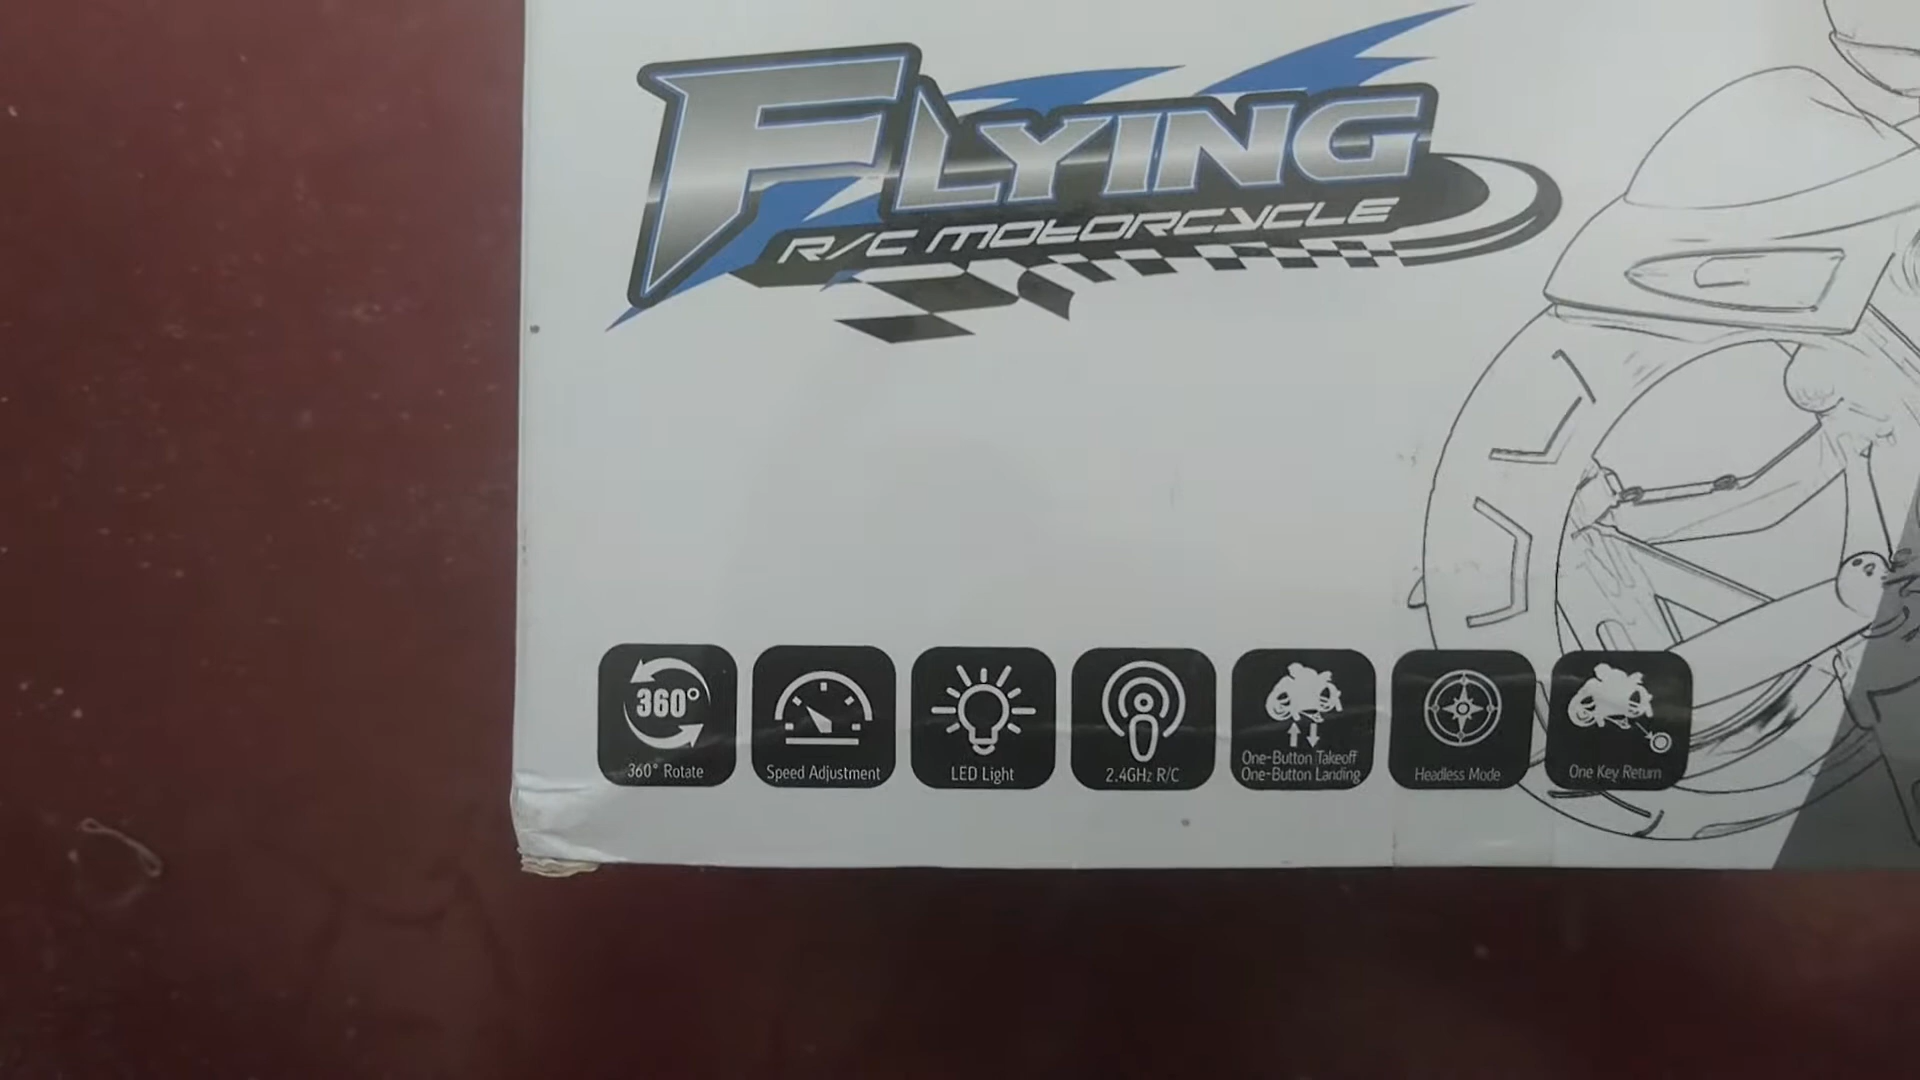 FLYING
R/C MOTORCYCLE
360°
360° Rotate
Speed Adjustment
LED Light
2.4GHz R/C
One-Button Takeoff
One-Button Landing
Headless Mode
One Key Return